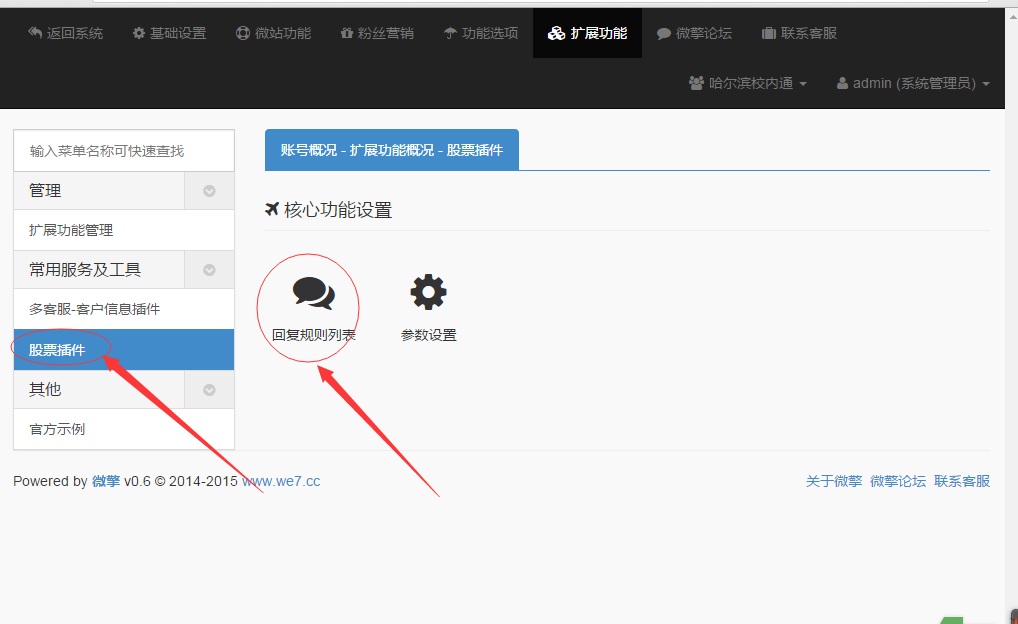 返回系统 基础设置 微站功能 粉丝营销 功能选项 扩展功能 微擎论坛 联系客服
哈尔滨校内通 admin (系统管理员)
输入菜单名称可快速查找
管理
扩展功能管理
常用服务及工具
多客服-客户信息插件
股票插件
其他
官方示例
账号概况 - 扩展功能概况 - 股票插件
核心功能设置
回复规则列表 参数设置
Powered by 微擎 v0.6 © 2014-2015 www.we7.cc
关于微擎 微擎论坛 联系客服